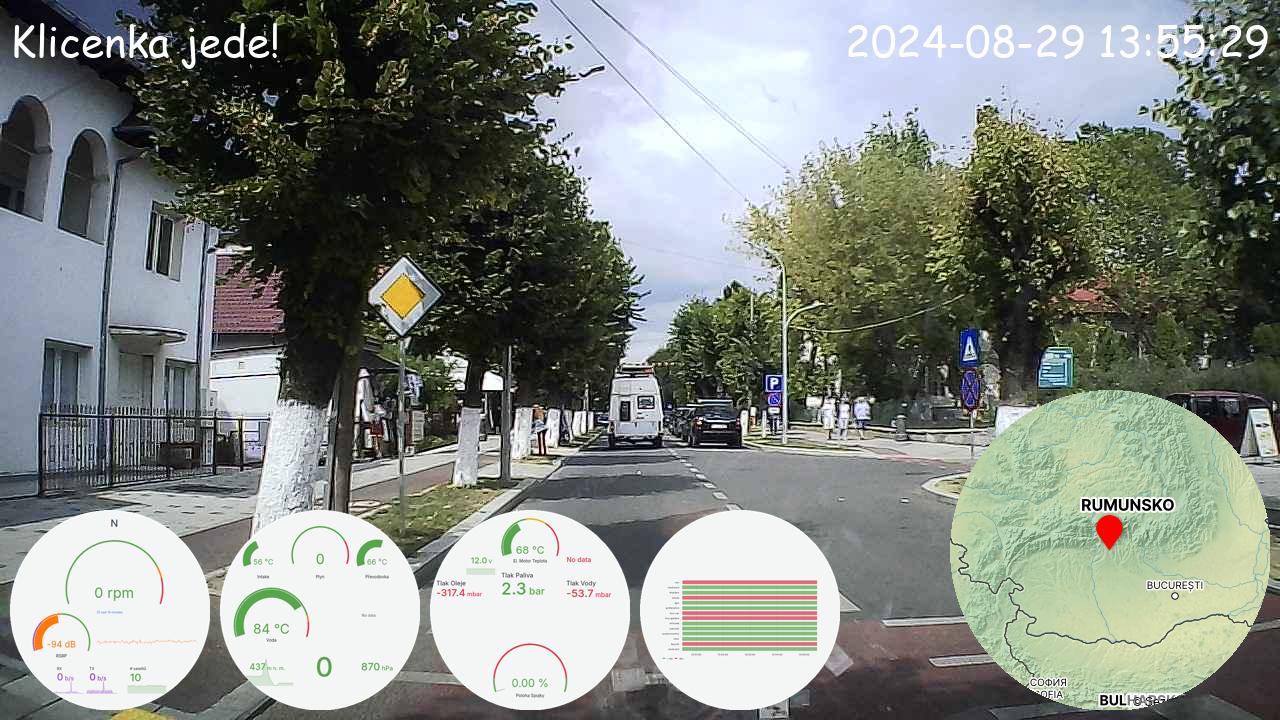 Klicenka jede!
2024-08-29 13:55:29
P
N
0 rpm
-94 dB
RSRP
RX
TX
# satelitů
0 b/s
0 b/s
10
56 °C
Intake
0
Plyn
66 °C
Převodovka
84 °C
Voda
No data
437 m n. m.
0
870 hPa
12.0 v
68 °C
El. Motor Teplota
No data
Tlak Oleje
-317.4 mbar
Tlak Paliva
2.3 bar
Tlak Vody
-53.7 mbar
0.00 %
Poloha Spojky
RUMUNSKO
BUCUREȘTI
СОФИЯ